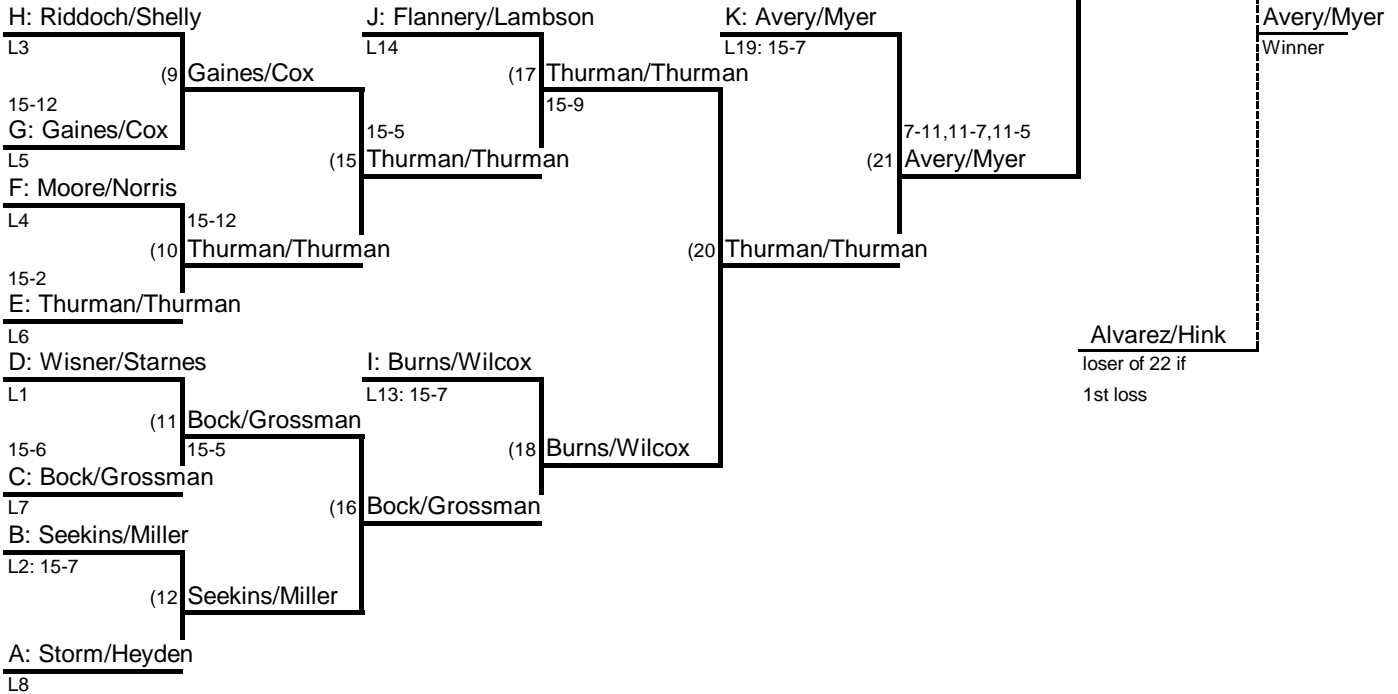 H: Riddoch/Shelly
J: Flannery/Lambson
K: Avery/Myer
Avery/Myer
L3
L14
L19: 15-7
Winner
(9 Gaines/Cox
(17 Thurman/Thurman
15-12
15-9
G: Gaines/Cox
15-5
7-11,11-7,11-5
L5
(15 Thurman/Thurman
(21 Avery/Myer
F: Moore/Norris
L4
15-12
(10 Thurman/Thurman
(20 Thurman/Thurman
15-2
E: Thurman/Thurman
L6
Alvarez/Hink
D: Wisner/Starnes
I: Burns/Wilcox
loser of 22 if
L1
L13: 15-7
1st loss
(11 Bock/Grossman
15-6
15-5
(18 Burns/Wilcox
C: Bock/Grossman
L7
(16 Bock/Grossman
B: Seekins/Miller
L2: 15-7
(12 Seekins/Miller
A: Storm/Heyden
L8